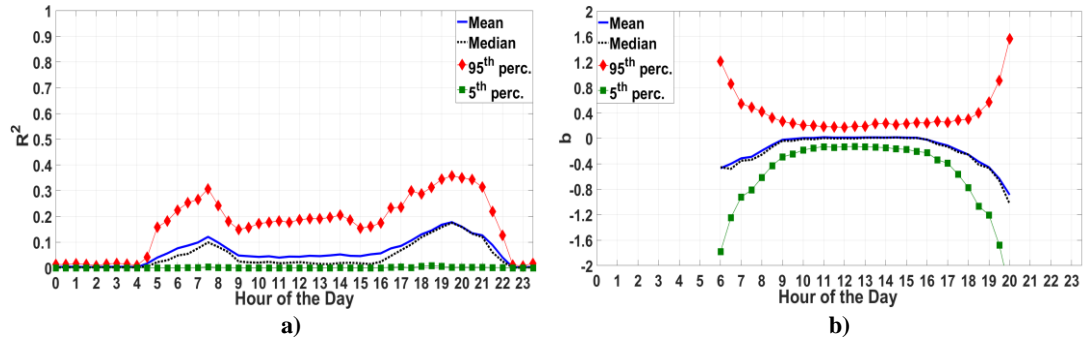 1
0.9
0.8
0.7
0.6
0.5
0.4
0.3
0.2
0.1
0
R²
Mean
Median
95th perc.
5th perc.
0 1 2 3 4 5 6 7 8 9 10 11 12 13 14 15 16 17 18 19 20 21 22 23
Hour of the Day
a)
2
1.6
1.2
0.8
0.4
0
-0.4
-0.8
-1.2
-1.6
-2
b
Mean
Median
95th perc.
5th perc.
0 1 2 3 4 5 6 7 8 9 10 11 12 13 14 15 16 17 18 19 20 21 22 23
Hour of the Day
b)